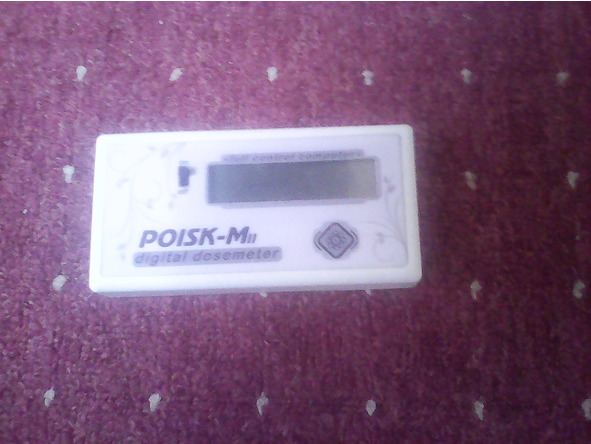 full control computer
POISK-MII
digital dosemeter